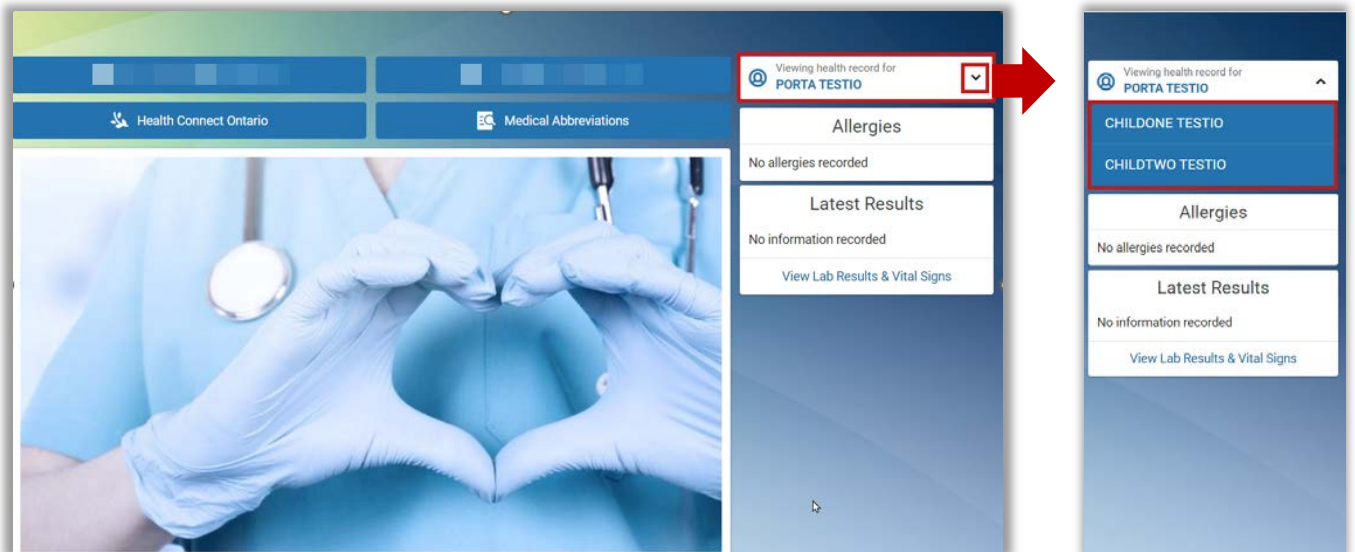 Viewing health record for
PORTA TESTIO
Health Connect Ontario
Medical Abbreviations
Allergies
No allergies recorded
Latest Results
No information recorded
View Lab Results & Vital Signs
Viewing health record for
PORTA TESTIO
CHILDONE TESTIO
CHILDTWO TESTIO
Allergies
No allergies recorded
Latest Results
No information recorded
View Lab Results & Vital Signs